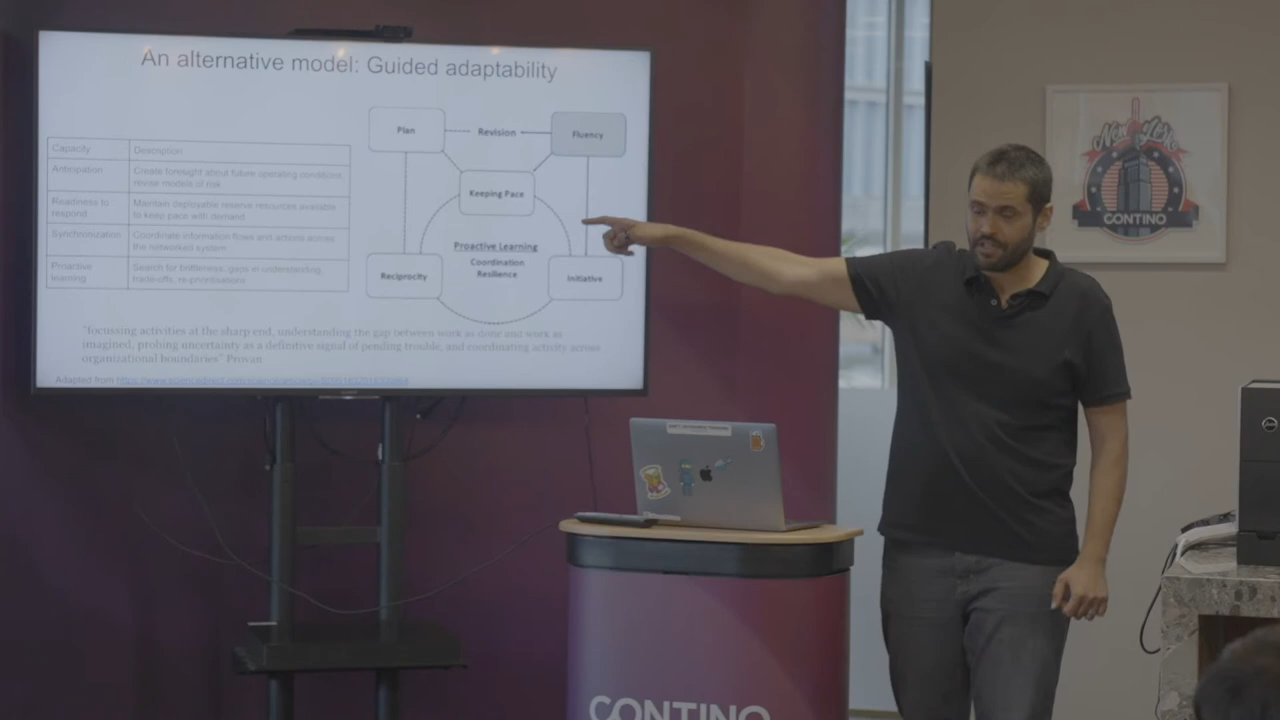 An alternative model: Guided adaptability
Capacity Description
Anticipation Create foresight about future operating conditions,
revise models of risk
Readiness to Maintain deployable reserve resources available
respond to keep pace with demand
Synchronization Coordinate information flows and actions across
the networked system
Proactive Search for brittleness, gaps in understanding,
learning trade-offs, re-prioritisations
Plan
Revision
Fluency
Keeping Pace
Proactive Learning
Coordination
Resilience
Reciprocity
Initiative
"focussing activities at the sharp end, understanding the gap between work as done and work as
imagined, probing uncertainty as a definitive signal of pending trouble, and coordinating activity across
organizational boundaries" Provan
Adapted from
New York
CONTINO
CONTINO